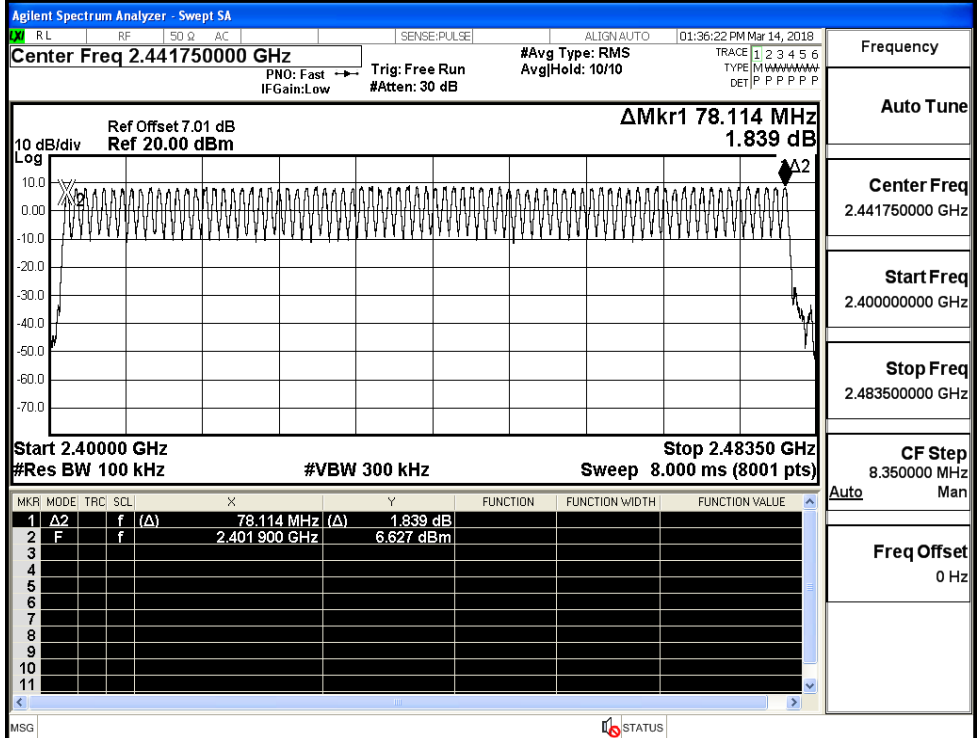 Agilent Spectrum Analyzer - Swept SA
LXI RL RF 50 Ω AC SENSE:PULSE ALIGN AUTO 01:36:22 PM Mar 14, 2018
Center Freq 2.441750000 GHz
PNO: Fast
IFGain:Low
Trig: Free Run
#Atten: 30 dB
#Avg Type: RMS
Avg|Hold: 10/10
TRACE 1 2 3 4 5 6
TYPE M W W W W W
DET P P P P P P
ΔMkr1 78.114 MHz
1.839 dB
Ref Offset 7.01 dB
10 dB/div Ref 20.00 dBm
Log
10.0
0.00
-10.0
-20.0
-30.0
-40.0
-50.0
-60.0
-70.0
2
Δ2
Start 2.40000 GHz Stop 2.48350 GHz
#Res BW 100 kHz #VBW 300 kHz Sweep 8.000 ms (8001 pts)
MKR MODE TRC SCL X Y FUNCTION FUNCTION WIDTH FUNCTION VALUE
1 Δ2 f (Δ) 78.114 MHz (Δ) 1.839 dB
2 F f 2.401 900 GHz 6.627 dBm
3
4
5
6
7
8
9
10
11
MSG STATUS
Frequency
Auto Tune
Center Freq
2.441750000 GHz
Start Freq
2.400000000 GHz
Stop Freq
2.483500000 GHz
CF Step
8.350000 MHz
Auto Man
Freq Offset
0 Hz